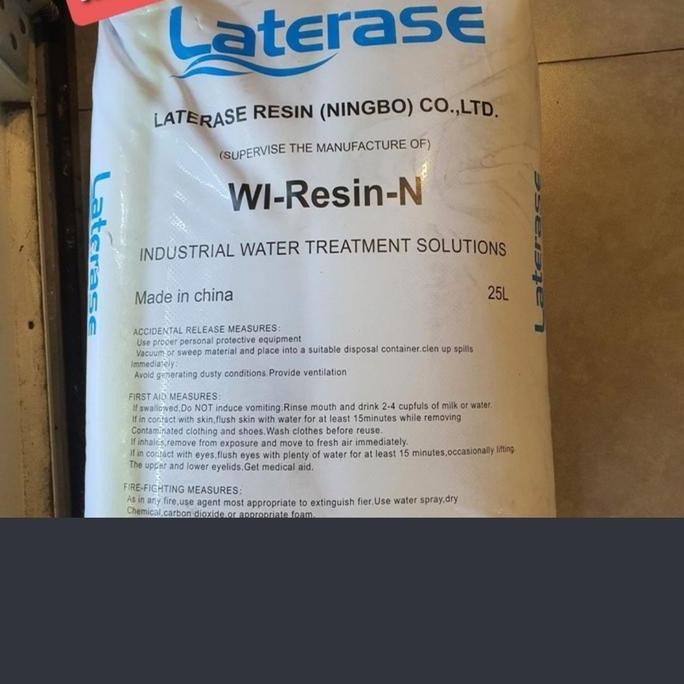 Laterase
LATERASE RESIN (NINGBO) CO.,LTD.
(SUPERVISE THE MANUFACTURE OF)
WI-Resin-N
INDUSTRIAL WATER TREATMENT SOLUTIONS
Made in china 25L
Laterase
Laterase
ACCIDENTAL RELEASE MEASURES:
Use proper personal protective equipment
Vacuum or sweep material and place into a suitable disposal container.clen up spills
Immediately:
Avoid generating dusty conditions.Provide ventilation
FIRST AID MEASURES:
If swallowed,Do NOT induce vomiting.Rinse mouth and drink 2-4 cupfuls of milk or water.
If in contact with skin,flush skin with water for at least 15minutes while removing
Contaminated clothing and shoes.Wash clothes before reuse.
If inhales,remove from exposure and move to fresh air immediately.
If in contact with eyes,flush eyes with plenty of water for at least 15 minutes,occasionally lifting
The upper and lower eyelids.Get medical aid.
FIRE-FIGHTING MEASURES:
As in any fire,use agent most appropriate to extinguish fier.Use water spray,dry
Chemical,carbon dioxide,or appropriate foam.